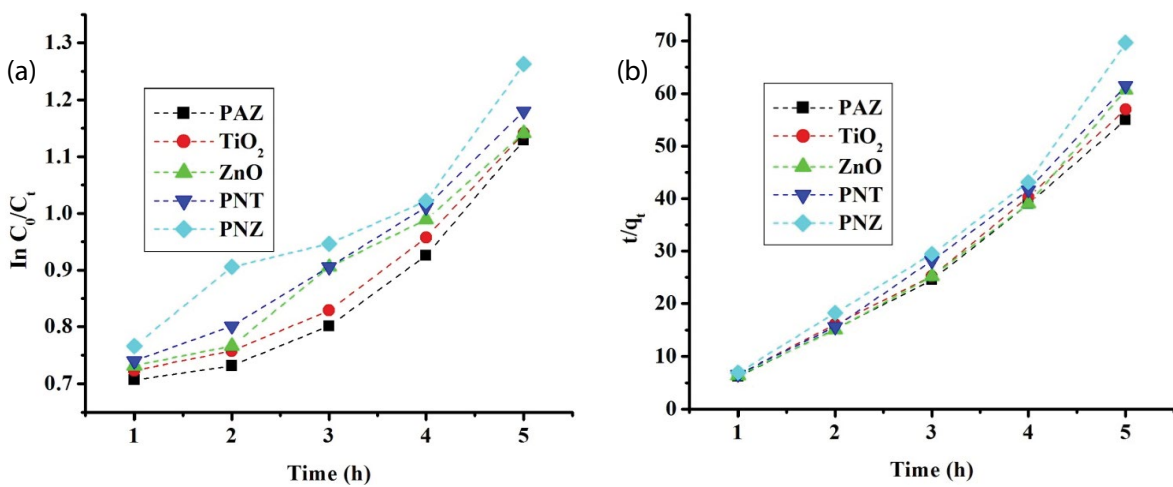 (a)
1.3
1.2
1.1
1.0
0.9
0.8
0.7
In C0/Ct
PAZ
TiO2
ZnO
PNT
PNZ
1 2 3 4 5
Time (h)
(b)
70
60
50
40
30
20
10
0
t/qt
PAZ
TiO2
ZnO
PNT
PNZ
1 2 3 4 5
Time (h)